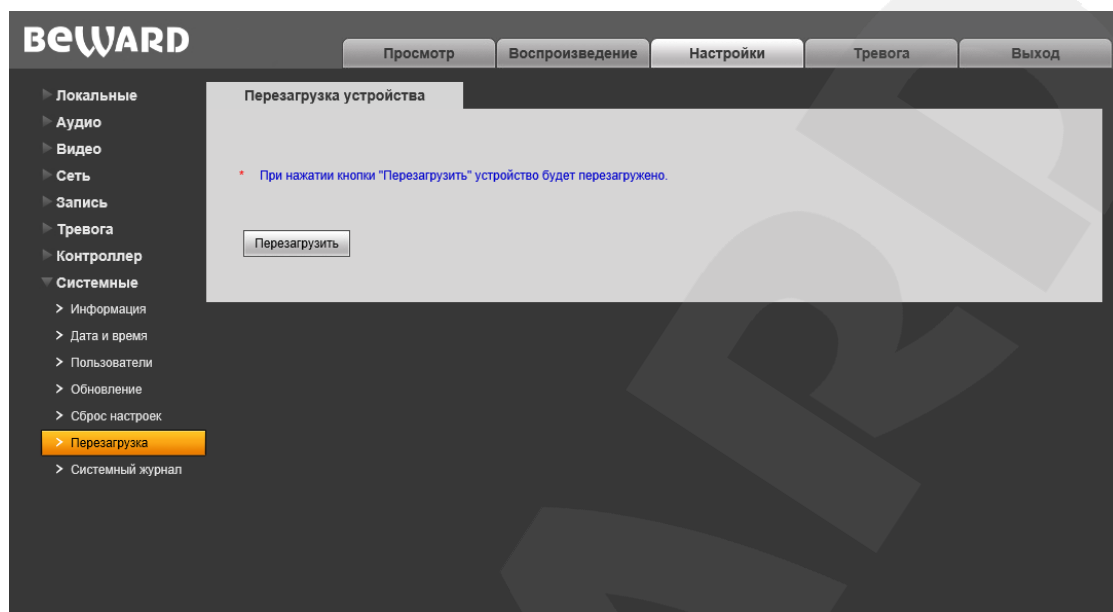 BEWARD
Просмотр
Воспроизведение
Настройки
Тревога
Выход
Локальные
Аудио
Видео
Сеть
Запись
Тревога
Контроллер
Системные
> Информация
> Дата и время
> Пользователи
> Обновление
> Сброс настроек
> Перезагрузка
> Системный журнал
Перезагрузка устройства
* При нажатии кнопки "Перезагрузить" устройство будет перезагружено.
Перезагрузить